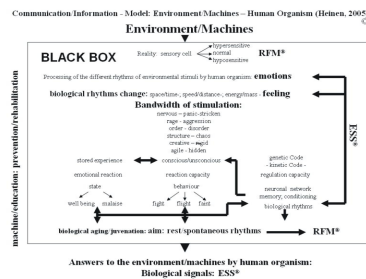 Communication/Information - Model: Environment/Machines – Human Organism (Heinen, 2005)
©
Environment/Machines
BLACK BOX
Reality: sensory cell
hypersensitive
normal
hyposensitive
RFM*
Processing of the different rhythms of environmental stimuli by human organism: emotions
biological rhythms change: space/time-, speed/distance-, energy/mass - feeling
Bandwith of stimulation:
nervous – panic-stricken
rage - aggression
order - disorder
structure – chaos
creative – rigid
agile - hidden
stored experience
conscious/unconcious
genetic Code
- kinetic Code -
emotional reaction
reaction capacity
regulation capacity
state
behaviour
neuronal network
memory, conditioning
well being
malaise
fight
flight
faint
biological rhythms
biological aging/juvenation: aim: rest/spontaneous rhythms
RFM*
ESS*
machine/education: prevention/rehabilitation
Answers to the environment/machines by human organism:
Biological signals: ESS*